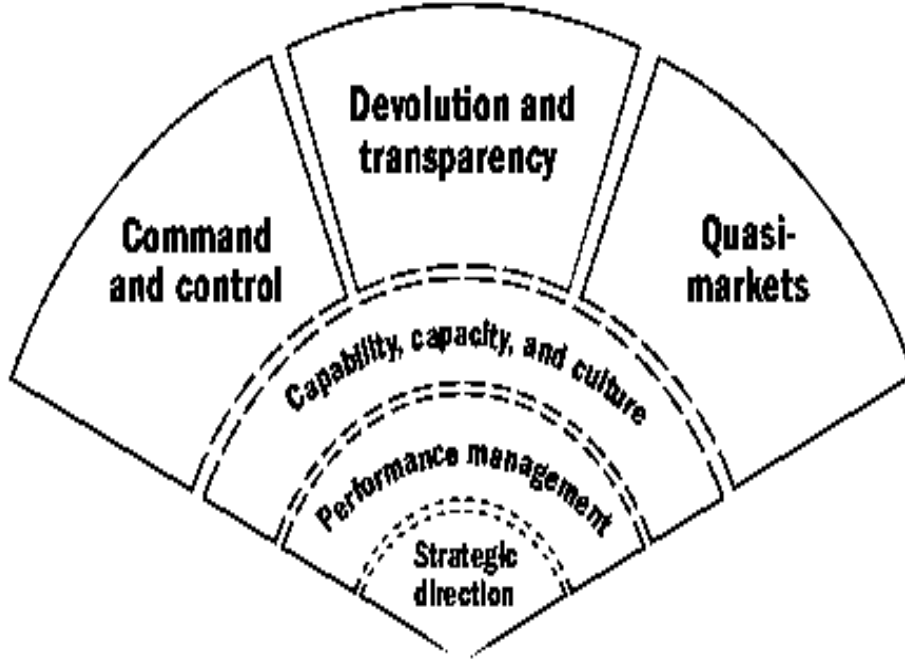 Devolution and
transparency
Command
and control
Quasi-
markets
Capability, capacity, and culture
Performance management
Strategic
direction